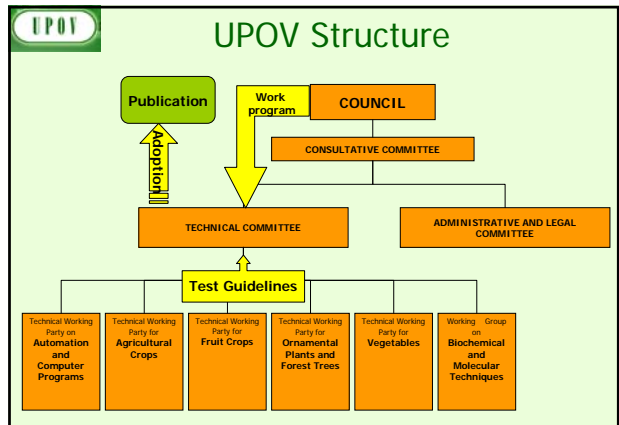 UPOV
UPOV Structure
Publication
Work
program
COUNCIL
Adoption
CONSULTATIVE COMMITTEE
TECHNICAL COMMITTEE
ADMINISTRATIVE AND LEGAL
COMMITTEE
Test Guidelines
Technical Working
Party on
Automation
and
Computer
Programs
Technical Working
Party for
Agricultural
Crops
Technical Working
Party for
Fruit Crops
Technical Working
Party for
Ornamental
Plants and
Forest Trees
Technical Working
Party for
Vegetables
Working Group
on
Biochemical
and
Molecular
Techniques